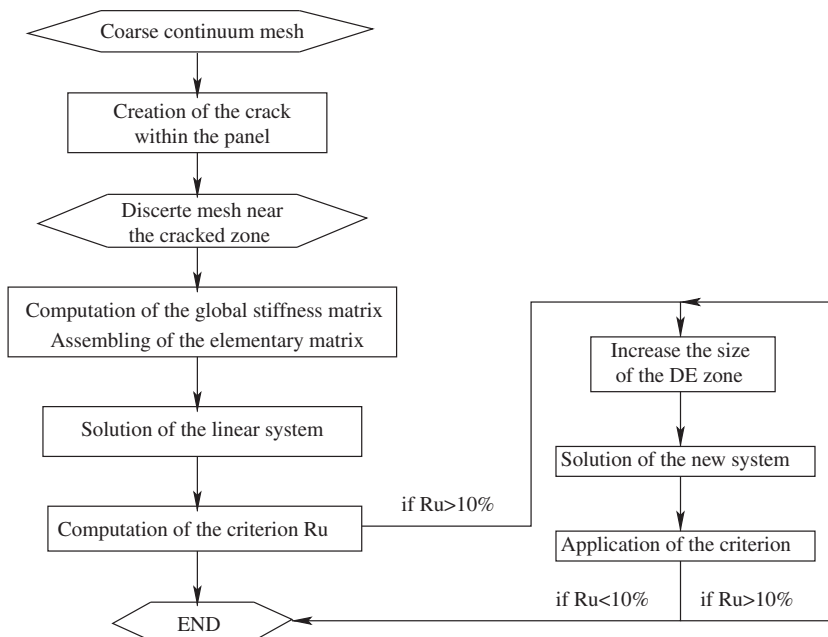 Coarse continuum mesh
Creation of the crack
within the panel
Discerte mesh near
the cracked zone
Computation of the global stiffness matrix
Assembling of the elementary matrix
Solution of the linear system
Computation of the criterion Ru
if Ru>10%
END
Increase the size
of the DE zone
Solution of the new system
Application of the criterion
if Ru<10%
if Ru>10%